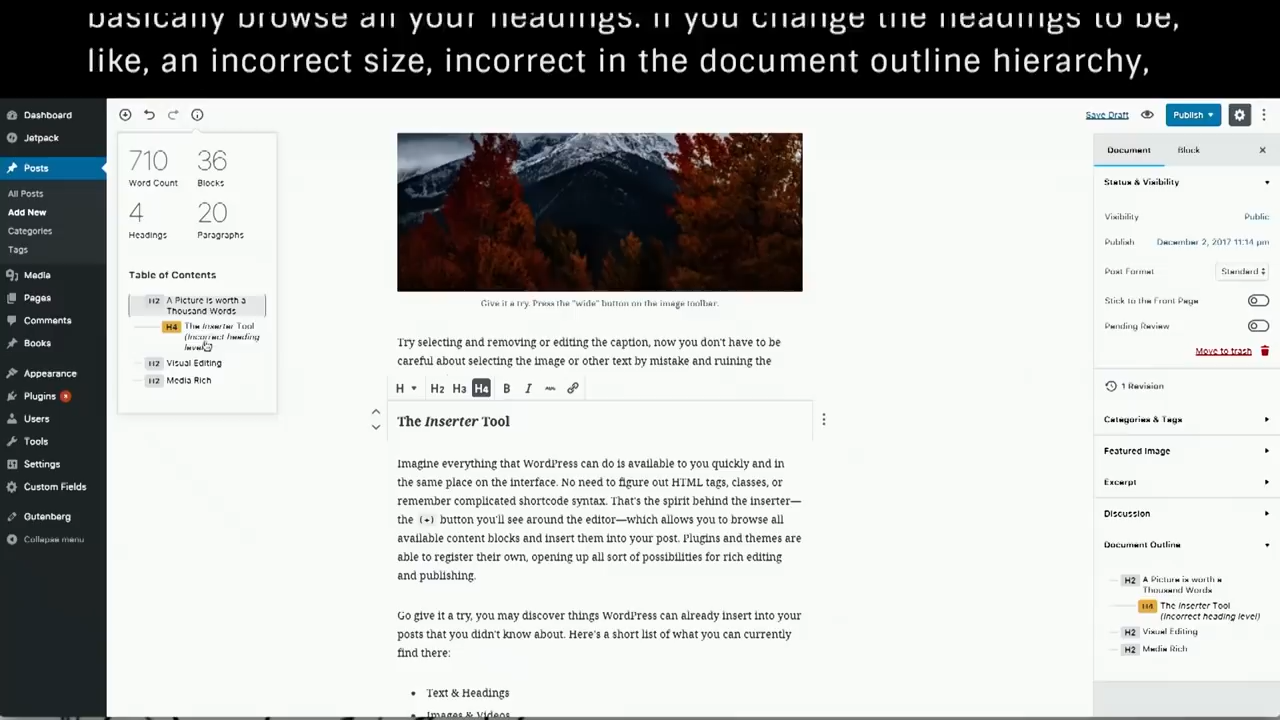 basically browse all your headings. If you change the headings to be,
like, an incorrect size, incorrect in the document outline hierarchy,
Dashboard
Jetpack
Posts
All Posts
Add New
Categories
Tags
Media
Pages
Comments
Books
Appearance
Plugins
Users
Tools
Settings
Custom Fields
Gutenberg
Collapse menu
710 36
Word Count Blocks
4 20
Headings Paragraphs
Table of Contents
H2 A Picture is worth a
Thousand Words
H4 The Inserter Tool
(Incorrect heading
level)
H2 Visual Editing
H2 Media Rich
Give it a try. Press the "wide" button on the image toolbar.
Try selecting and removing or editing the caption, now you don't have to be
careful about selecting the image or other text by mistake and ruining the
H H2 H3 H4 B I ABC
The Inserter Tool
Imagine everything that WordPress can do is available to you quickly and in
the same place on the interface. No need to figure out HTML tags, classes, or
remember complicated shortcode syntax. That's the spirit behind the inserter—
the (+) button you'll see around the editor—which allows you to browse all
available content blocks and insert them into your post. Plugins and themes are
able to register their own, opening up all sort of possibilities for rich editing
and publishing.
Go give it a try, you may discover things WordPress can already insert into your
posts that you didn't know about. Here's a short list of what you can currently
find there:
• Text & Headings
• Images & Videos
Save Draft Publish
Document Block
Status & Visibility
Visibility Public
Publish December 2, 2017 11:14 pm
Post Format Standard
Stick to the Front Page
Pending Review
Move to trash
1 Revision
Categories & Tags
Featured Image
Excerpt
Discussion
Document Outline
H2 A Picture is worth a
Thousand Words
H4 The Inserter Tool
(Incorrect heading level)
H2 Visual Editing
H2 Media Rich